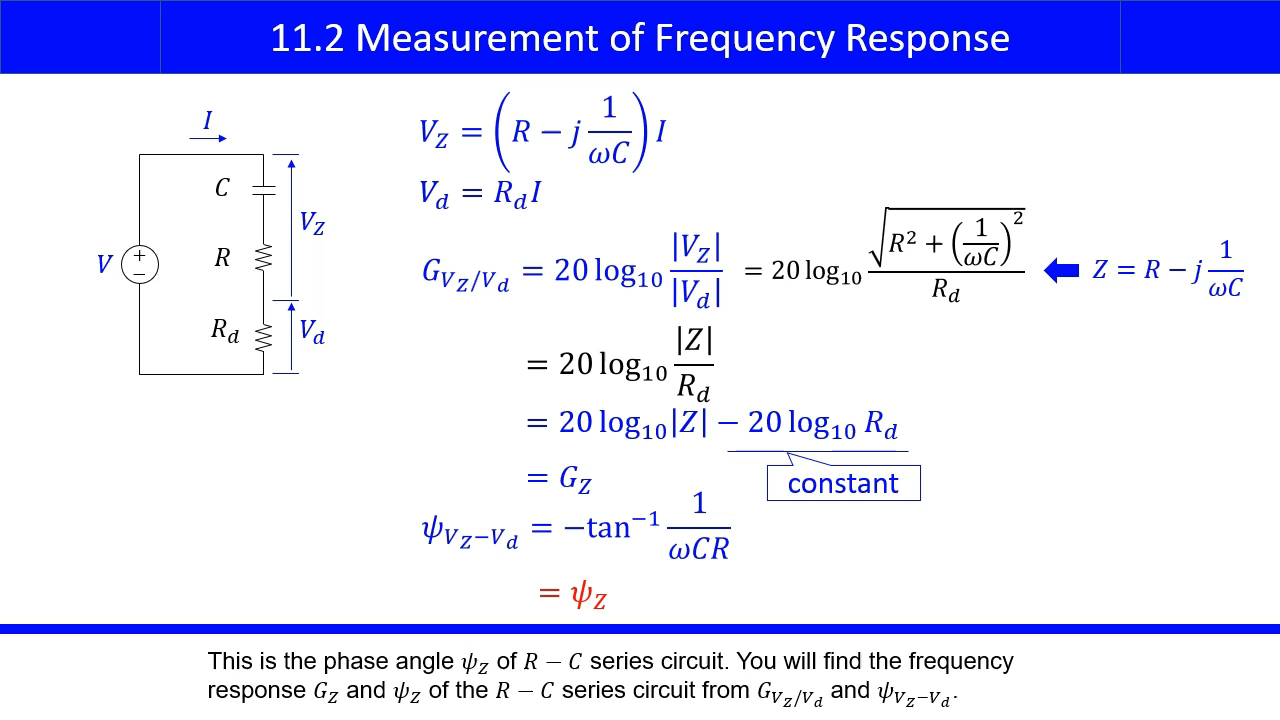 11.2 Measurement of Frequency Response
I
C
V_Z
V
+
−
R
R_d
V_d
V_Z = (R − j 1/ωC) I
V_d = R_d I
G_{V_Z/V_d} = 20 log₁₀ |V_Z|/|V_d| = 20 log₁₀ √(R² + (1/ωC)²)/R_d ⬅ Z = R − j 1/ωC
= 20 log₁₀ |Z|/R_d
= 20 log₁₀|Z| − 20 log₁₀ R_d
= G_Z
constant
ψ_{V_Z−V_d} = −tan⁻¹ 1/ωCR
= ψ_Z
This is the phase angle ψ_Z of R − C series circuit. You will find the frequency
response G_Z and ψ_Z of the R − C series circuit from G_{V_Z/V_d} and ψ_{V_Z−V_d}.